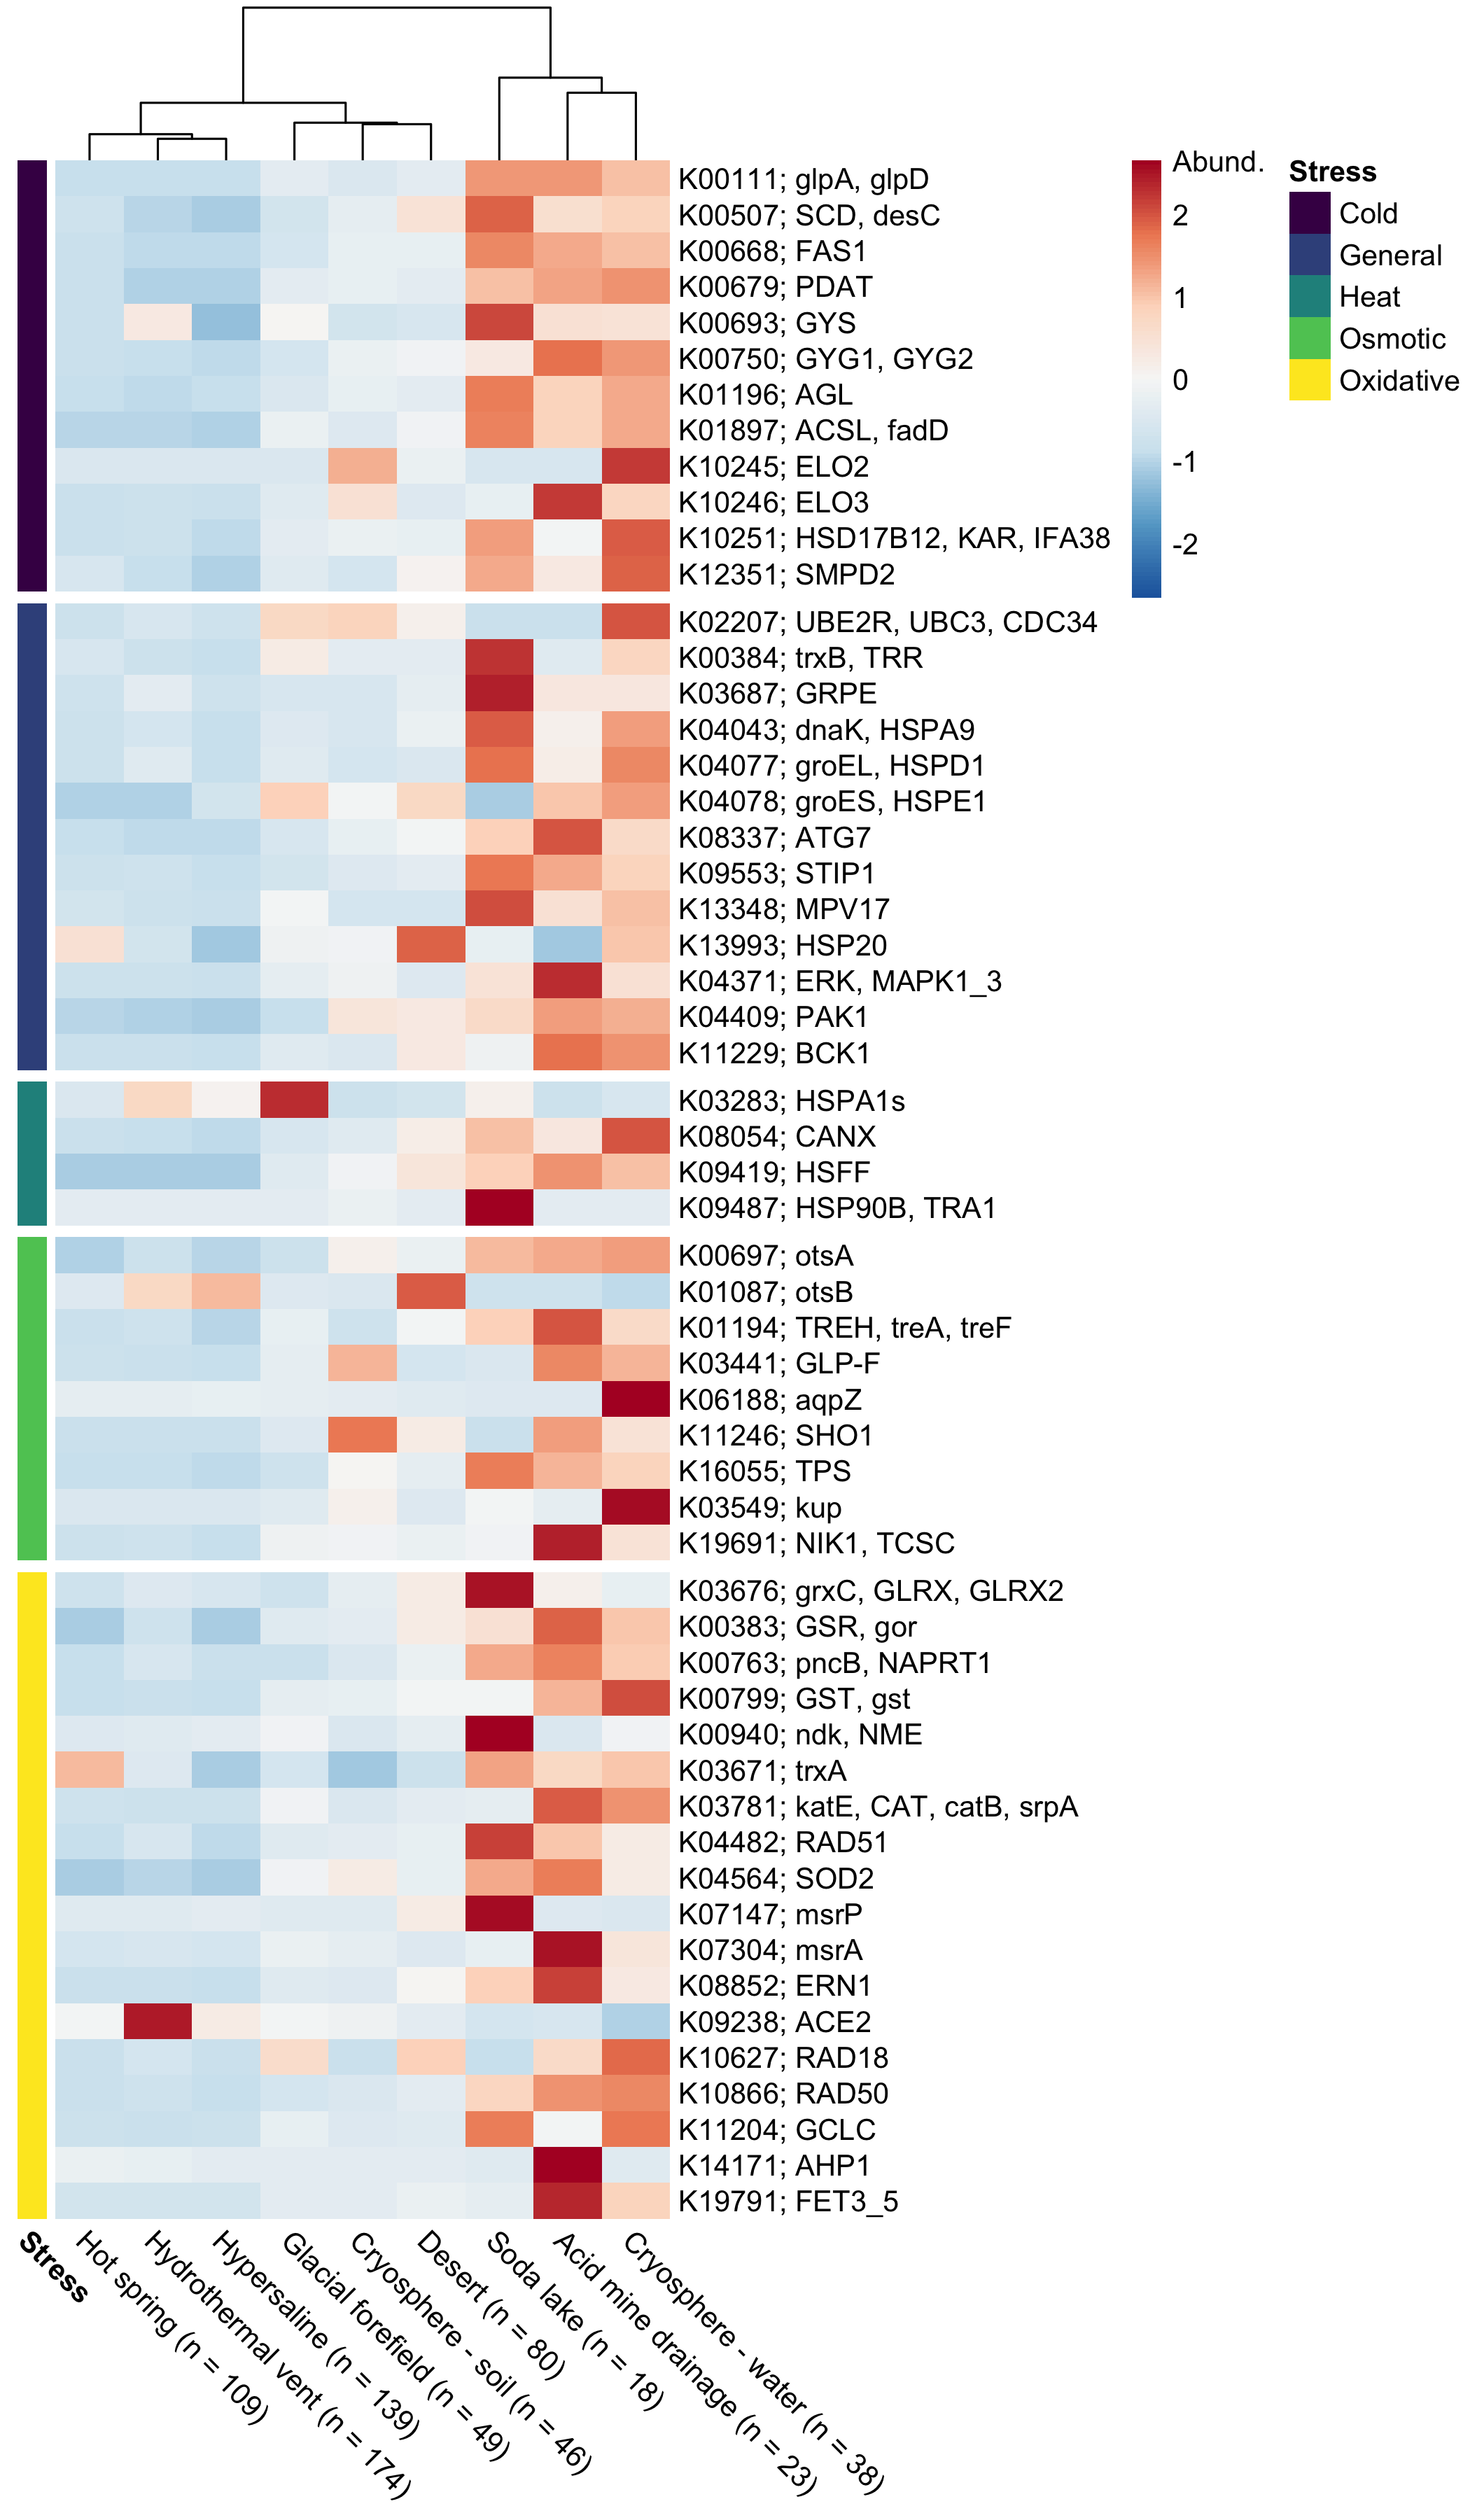 K00111; glpA, glpD
K00507; SCD, desC
K00668; FAS1
K00679; PDAT
K00693; GYS
K00750; GYG1, GYG2
K01196; AGL
K01897; ACSL, fadD
K10245; ELO2
K10246; ELO3
K10251; HSD17B12, KAR, IFA38
K12351; SMPD2
K02207; UBE2R, UBC3, CDC34
K00384; trxB, TRR
K03687; GRPE
K04043; dnaK, HSPA9
K04077; groEL, HSPD1
K04078; groES, HSPE1
K08337; ATG7
K09553; STIP1
K13348; MPV17
K13993; HSP20
K04371; ERK, MAPK1_3
K04409; PAK1
K11229; BCK1
K03283; HSPA1s
K08054; CANX
K09419; HSFF
K09487; HSP90B, TRA1
K00697; otsA
K01087; otsB
K01194; TREH, treA, treF
K03441; GLP-F
K06188; aqpZ
K11246; SHO1
K16055; TPS
K03549; kup
K19691; NIK1, TCSC
K03676; grxC, GLRX, GLRX2
K00383; GSR, gor
K00763; pncB, NAPRT1
K00799; GST, gst
K00940; ndk, NME
K03671; trxA
K03781; katE, CAT, catB, srpA
K04482; RAD51
K04564; SOD2
K07147; msrP
K07304; msrA
K08852; ERN1
K09238; ACE2
K10627; RAD18
K10866; RAD50
K11204; GCLC
K14171; AHP1
K19791; FET3_5
Abund.
2
1
0
-1
-2
Stress
Cold
General
Heat
Osmotic
Oxidative
Stress
Hot spring (n = 109)
Hydrothermal vent (n = 174)
Hypersaline (n = 139)
Glacial forefield (n = 49)
Cryosphere - soil (n = 46)
Desert (n = 80)
Soda lake (n = 18)
Acid mine drainage (n = 23)
Cryosphere - water (n = 38)